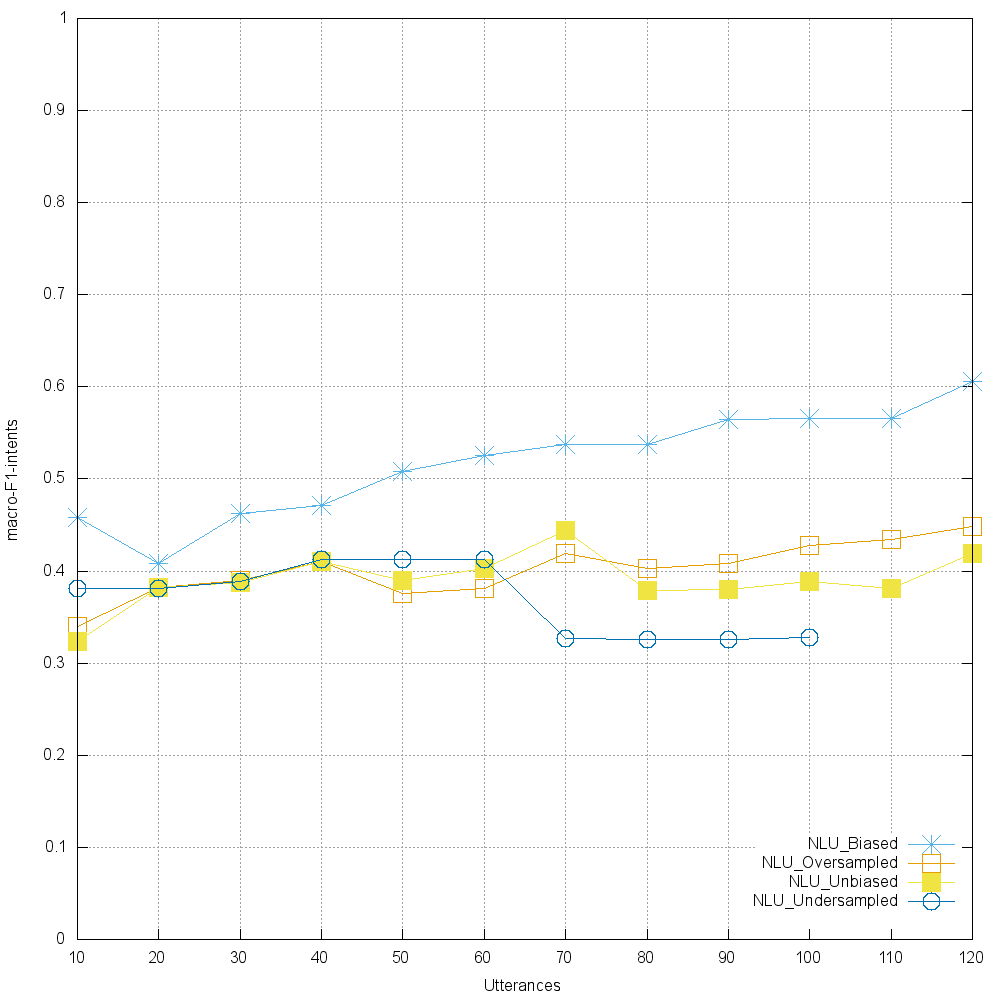 1
0.9
0.8
0.7
0.6
0.5
0.4
0.3
0.2
0.1
0
macro-F1-intents
10 20 30 40 50 60 70 80 90 100 110 120
Utterances
NLU_Biased
NLU_Oversampled
NLU_Unbiased
NLU_Undersampled